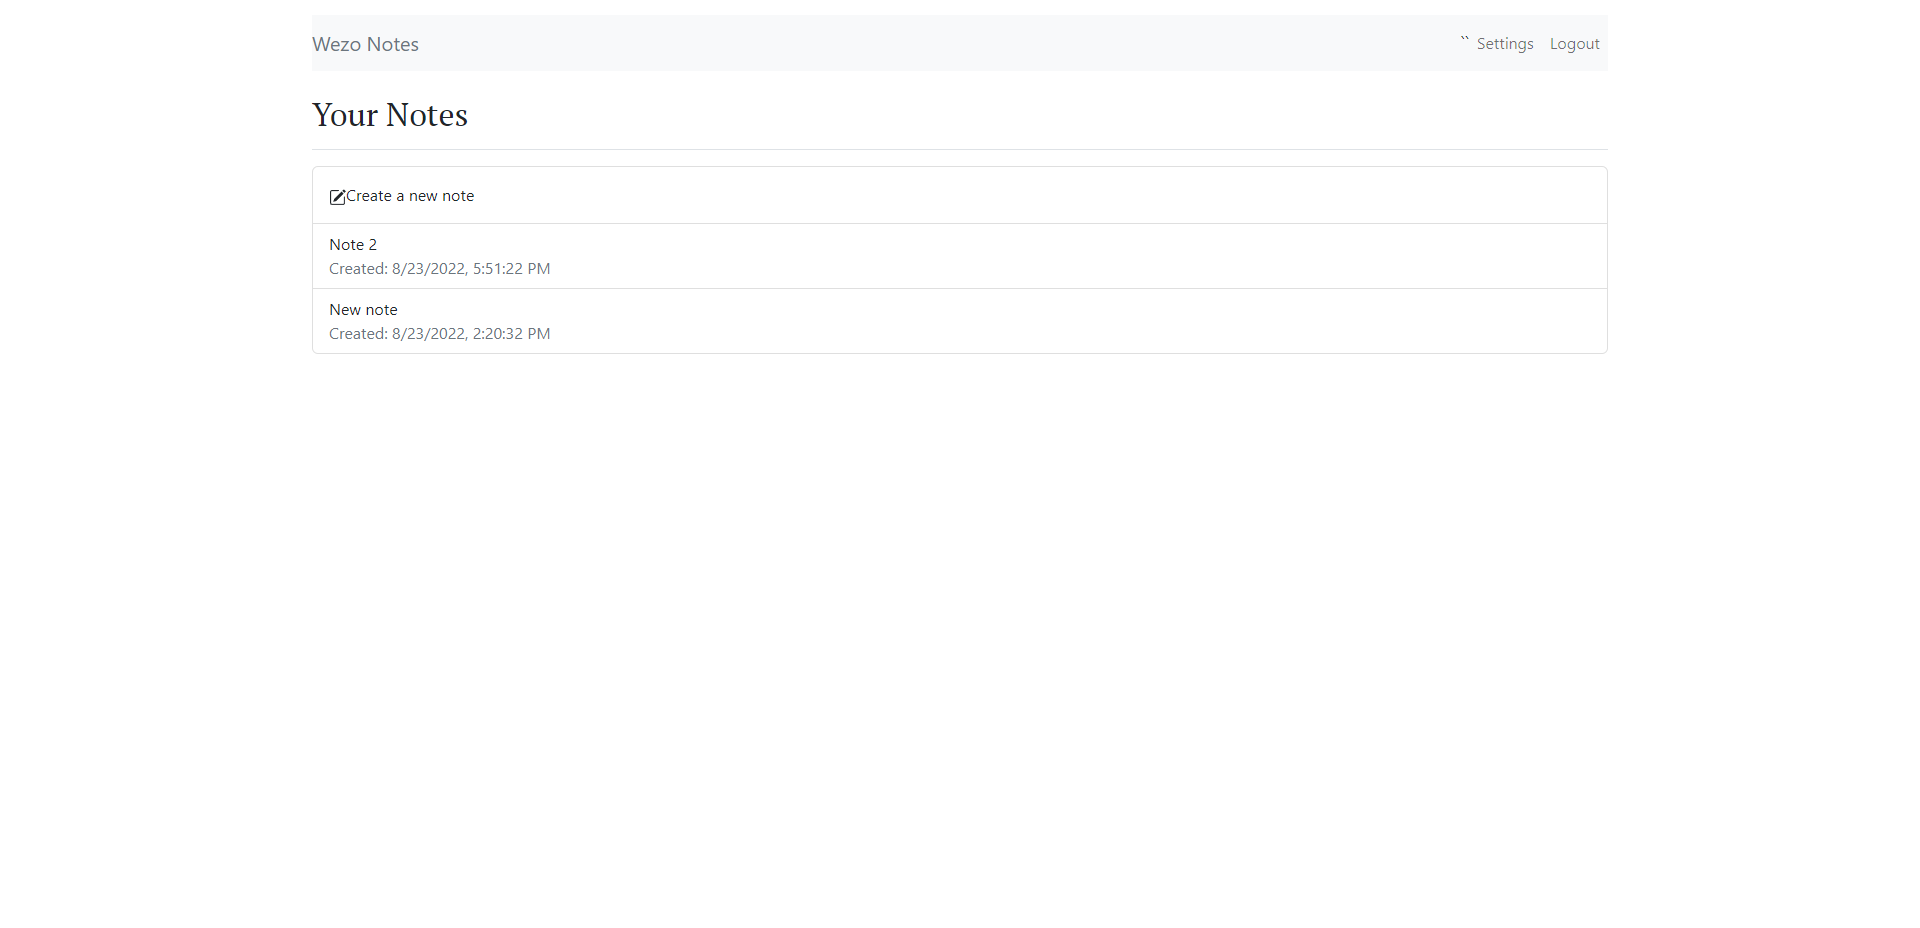 Wezo Notes
`` Settings Logout
Your Notes
Create a new note
Note 2
Created: 8/23/2022, 5:51:22 PM
New note
Created: 8/23/2022, 2:20:32 PM